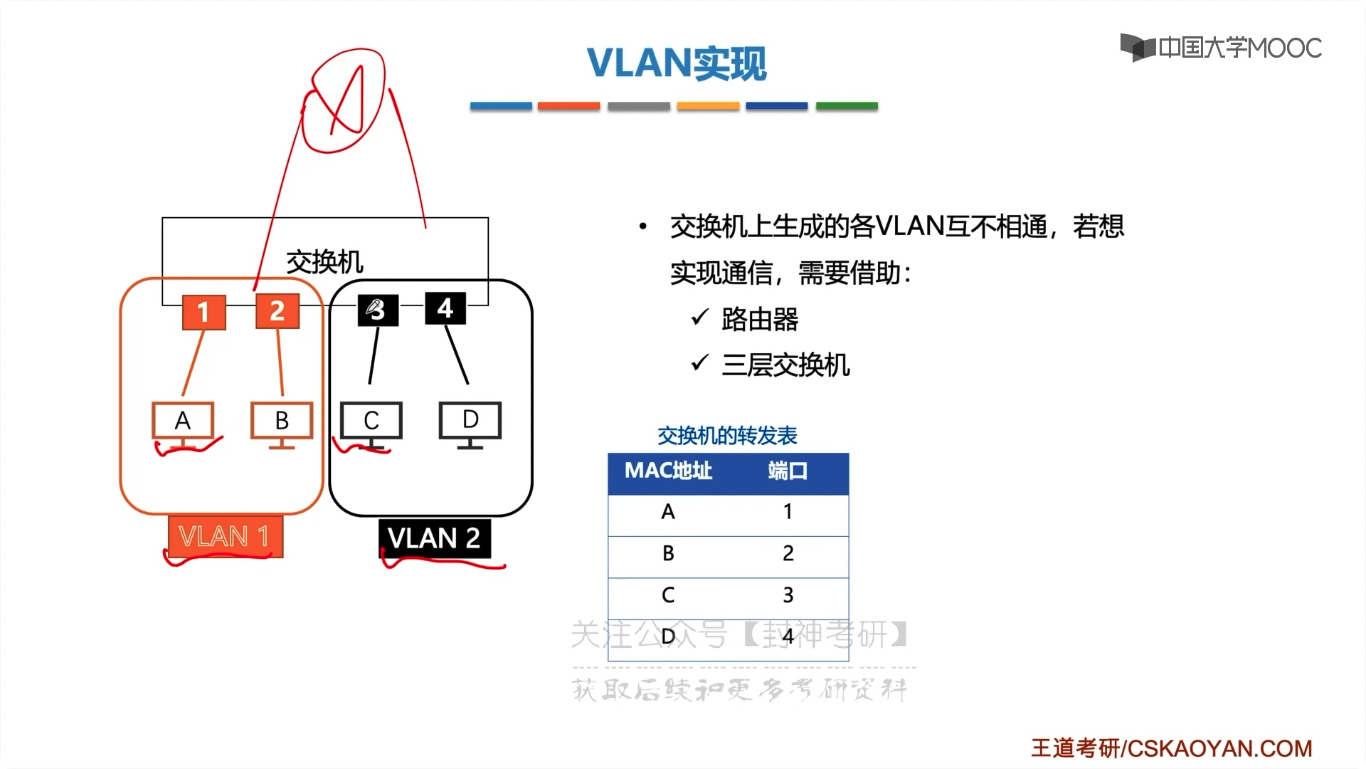 中国大学MOOC
VLAN实现
交换机
1 2 3 4
A B C D
VLAN 1 VLAN 2
• 交换机上生成的各VLAN互不相通，若想
实现通信，需要借助：
✓ 路由器
✓ 三层交换机
交换机的转发表
MAC地址 端口
A 1
B 2
C 3
D 4
关注公众号【封神考研】
获取后续和更多考研资料
王道考研/CSKAOYAN.COM